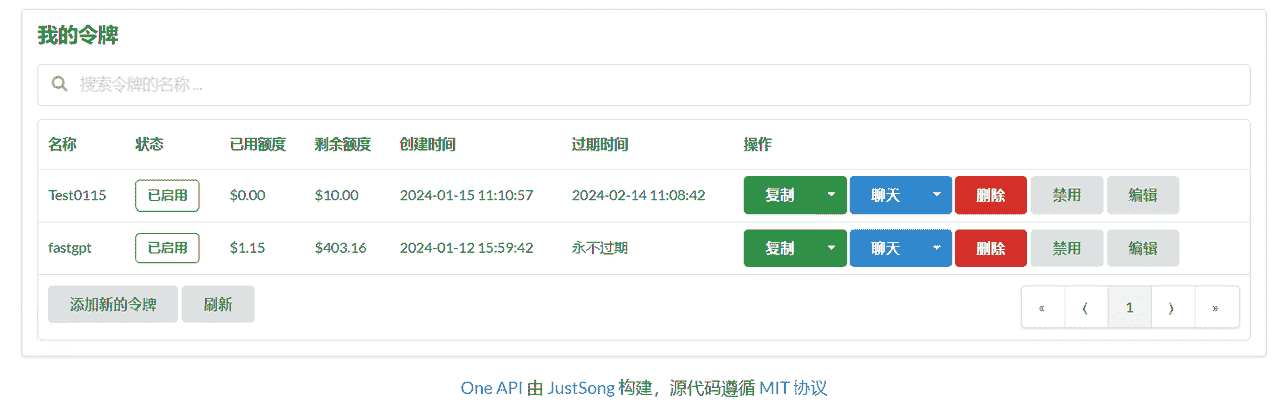 我的令牌
搜索令牌的名称 ...
名称 状态 已用额度 剩余额度 创建时间 过期时间 操作
Test0115 已启用 $0.00 $10.00 2024-01-15 11:10:57 2024-02-14 11:08:42 复制 聊天 删除 禁用 编辑
fastgpt 已启用 $1.15 $403.16 2024-01-12 15:59:42 永不过期 复制 聊天 删除 禁用 编辑
添加新的令牌 刷新 « ⟨ 1 ⟩ »
One API 由 JustSong 构建，源代码遵循 MIT 协议